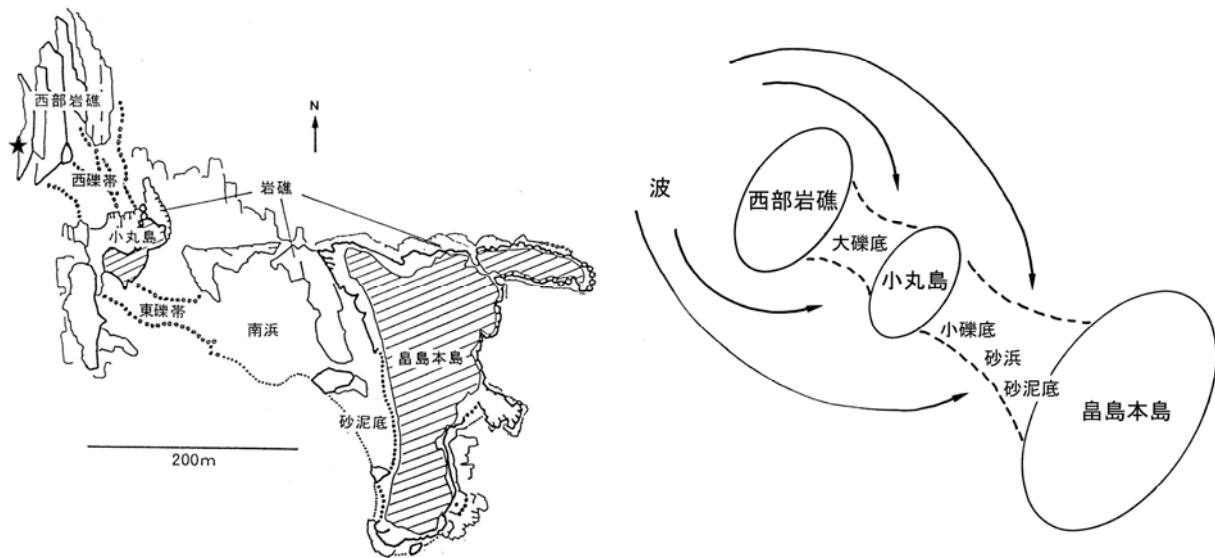 西部岩礁
N
西礫帯
岩礁
小丸島
東礫帯
南浜
畠島本島
砂泥底
200m
波
西部岩礁
大礫底
小丸島
小礫底
砂浜
砂泥底
畠島本島